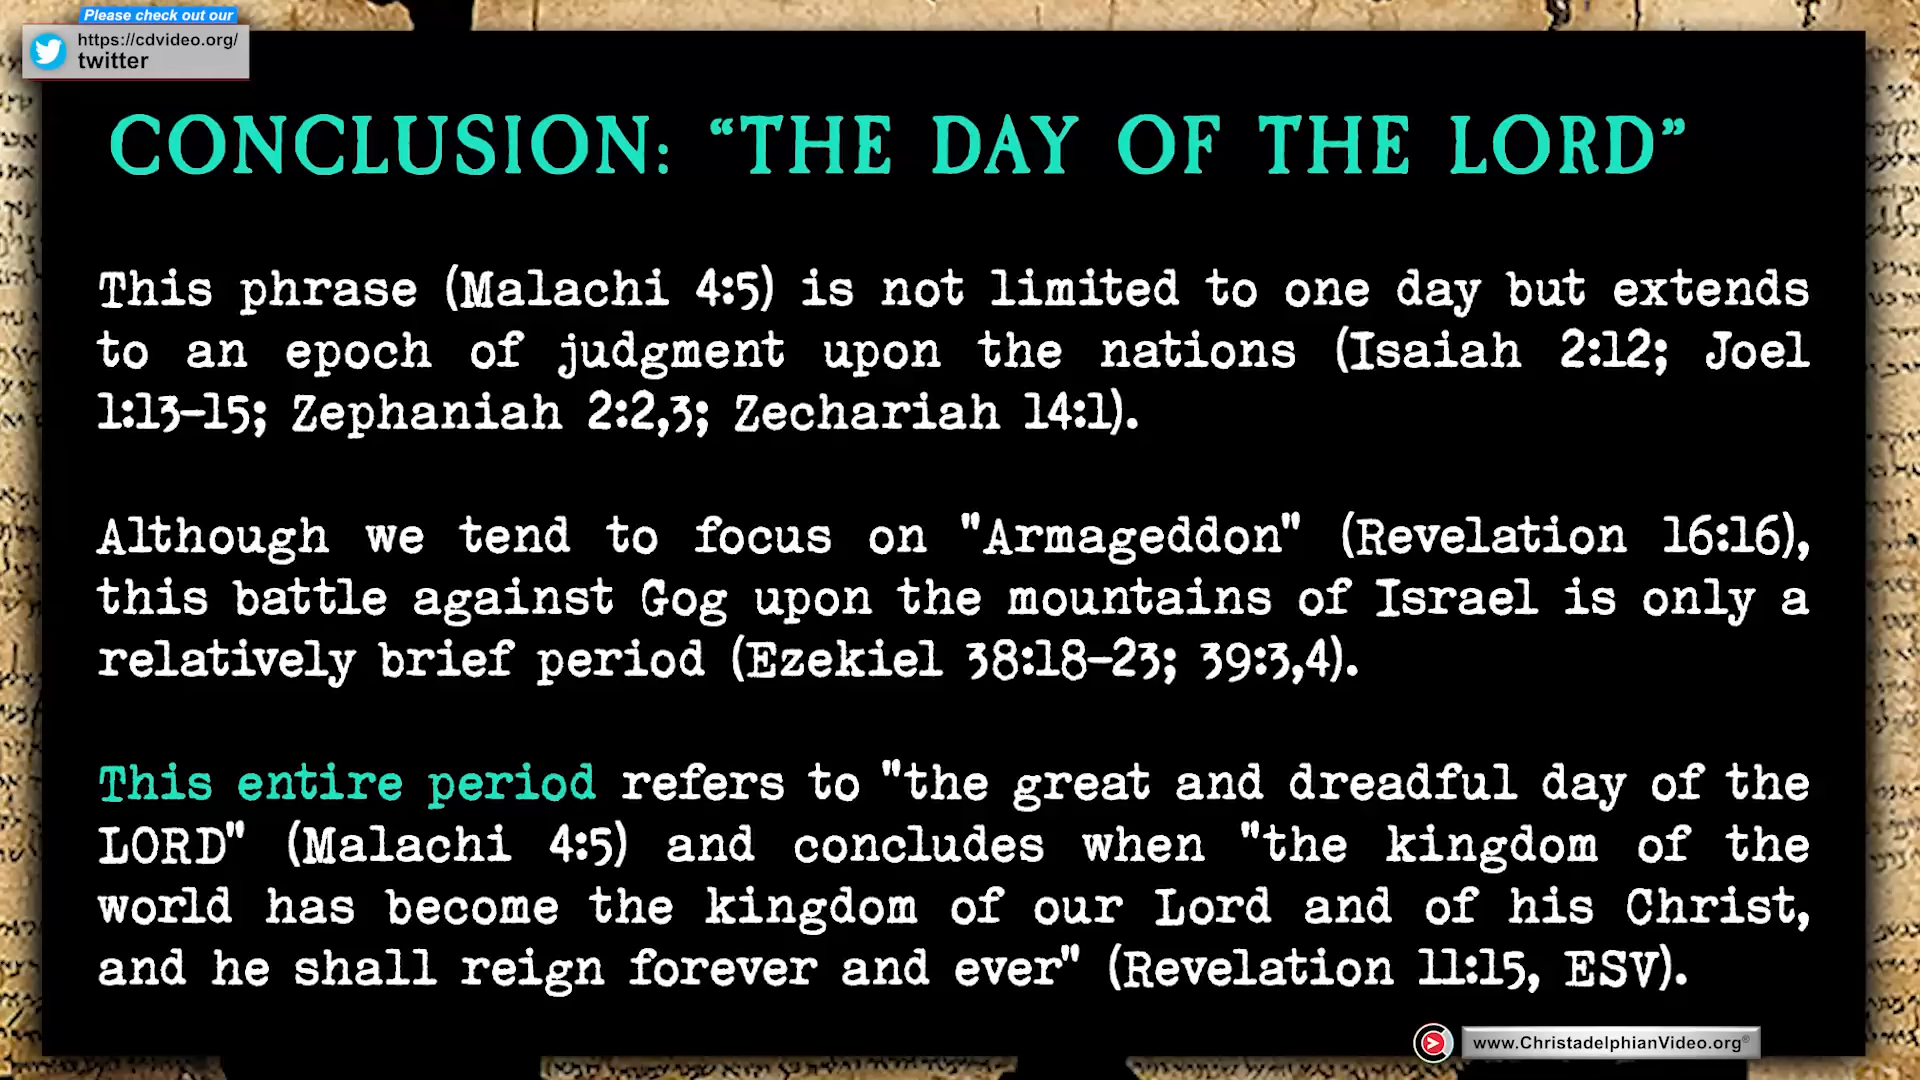 Please check out our
https://cdvideo.org/
twitter
CONCLUSION: “THE DAY OF THE LORD”
This phrase (Malachi 4:5) is not limited to one day but extends
to an epoch of judgment upon the nations (Isaiah 2:12; Joel
1:13-15; Zephaniah 2:2,3; Zechariah 14:1).
Although we tend to focus on "Armageddon" (Revelation 16:16),
this battle against Gog upon the mountains of Israel is only a
relatively brief period (Ezekiel 38:18-23; 39:3,4).
This entire period refers to "the great and dreadful day of the
LORD" (Malachi 4:5) and concludes when "the kingdom of the
world has become the kingdom of our Lord and of his Christ,
and he shall reign forever and ever" (Revelation 11:15, ESV).
www.ChristadelphianVideo.org®